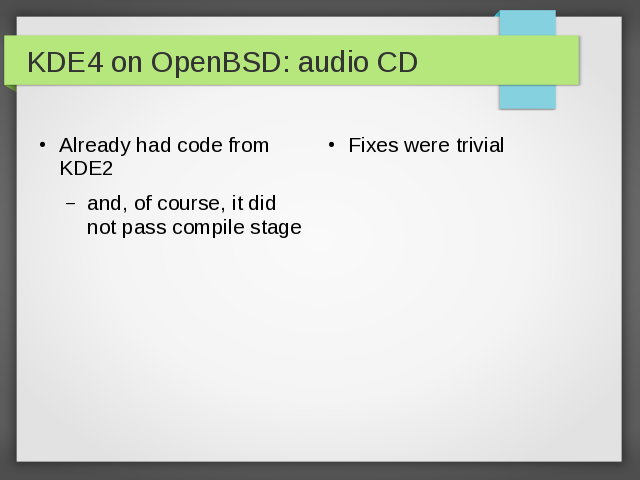 KDE4 on OpenBSD: audio CD
• Already had code from
KDE2
– and, of course, it did
not pass compile stage
• Fixes were trivial